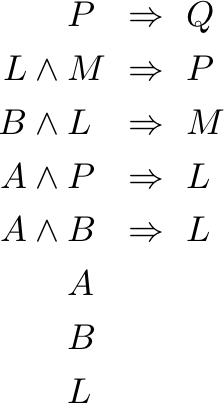 P ⇒ Q
L ∧ M ⇒ P
B ∧ L ⇒ M
A ∧ P ⇒ L
A ∧ B ⇒ L
A
B
L